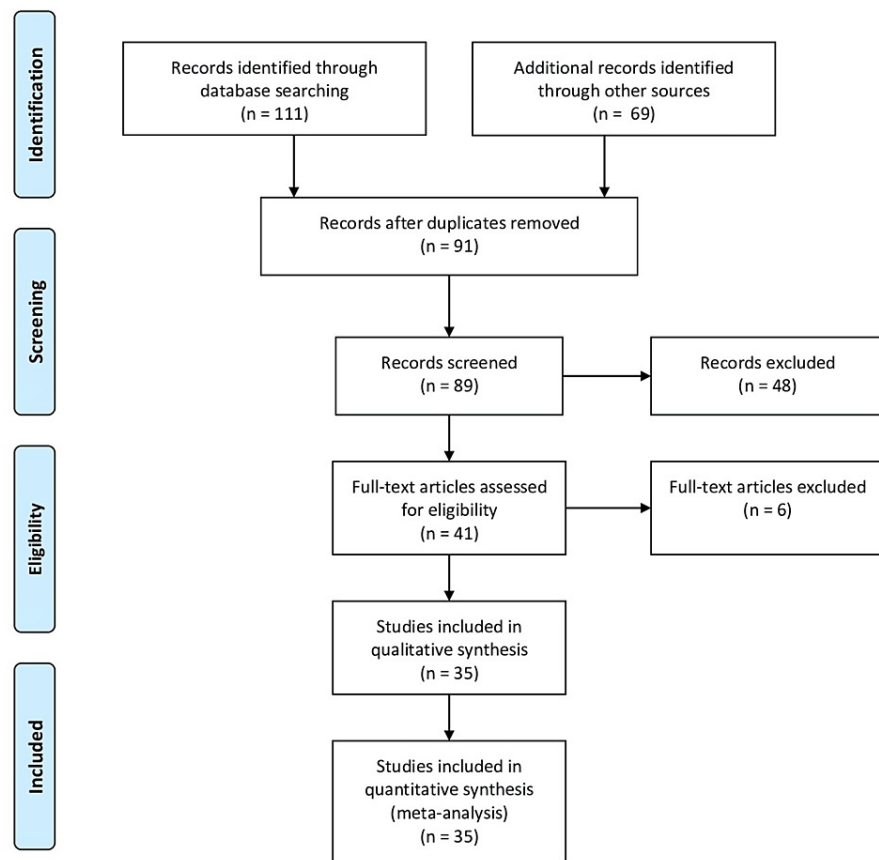 Identification
Records identified through
database searching
(n = 111)
Additional records identified
through other sources
(n = 69)
Records after duplicates removed
(n = 91)
Screening
Records screened
(n = 89)
Records excluded
(n = 48)
Eligibility
Full-text articles assessed
for eligibility
(n = 41)
Full-text articles excluded
(n = 6)
Studies included in
qualitative synthesis
(n = 35)
Included
Studies included in
quantitative synthesis
(meta-analysis)
(n = 35)